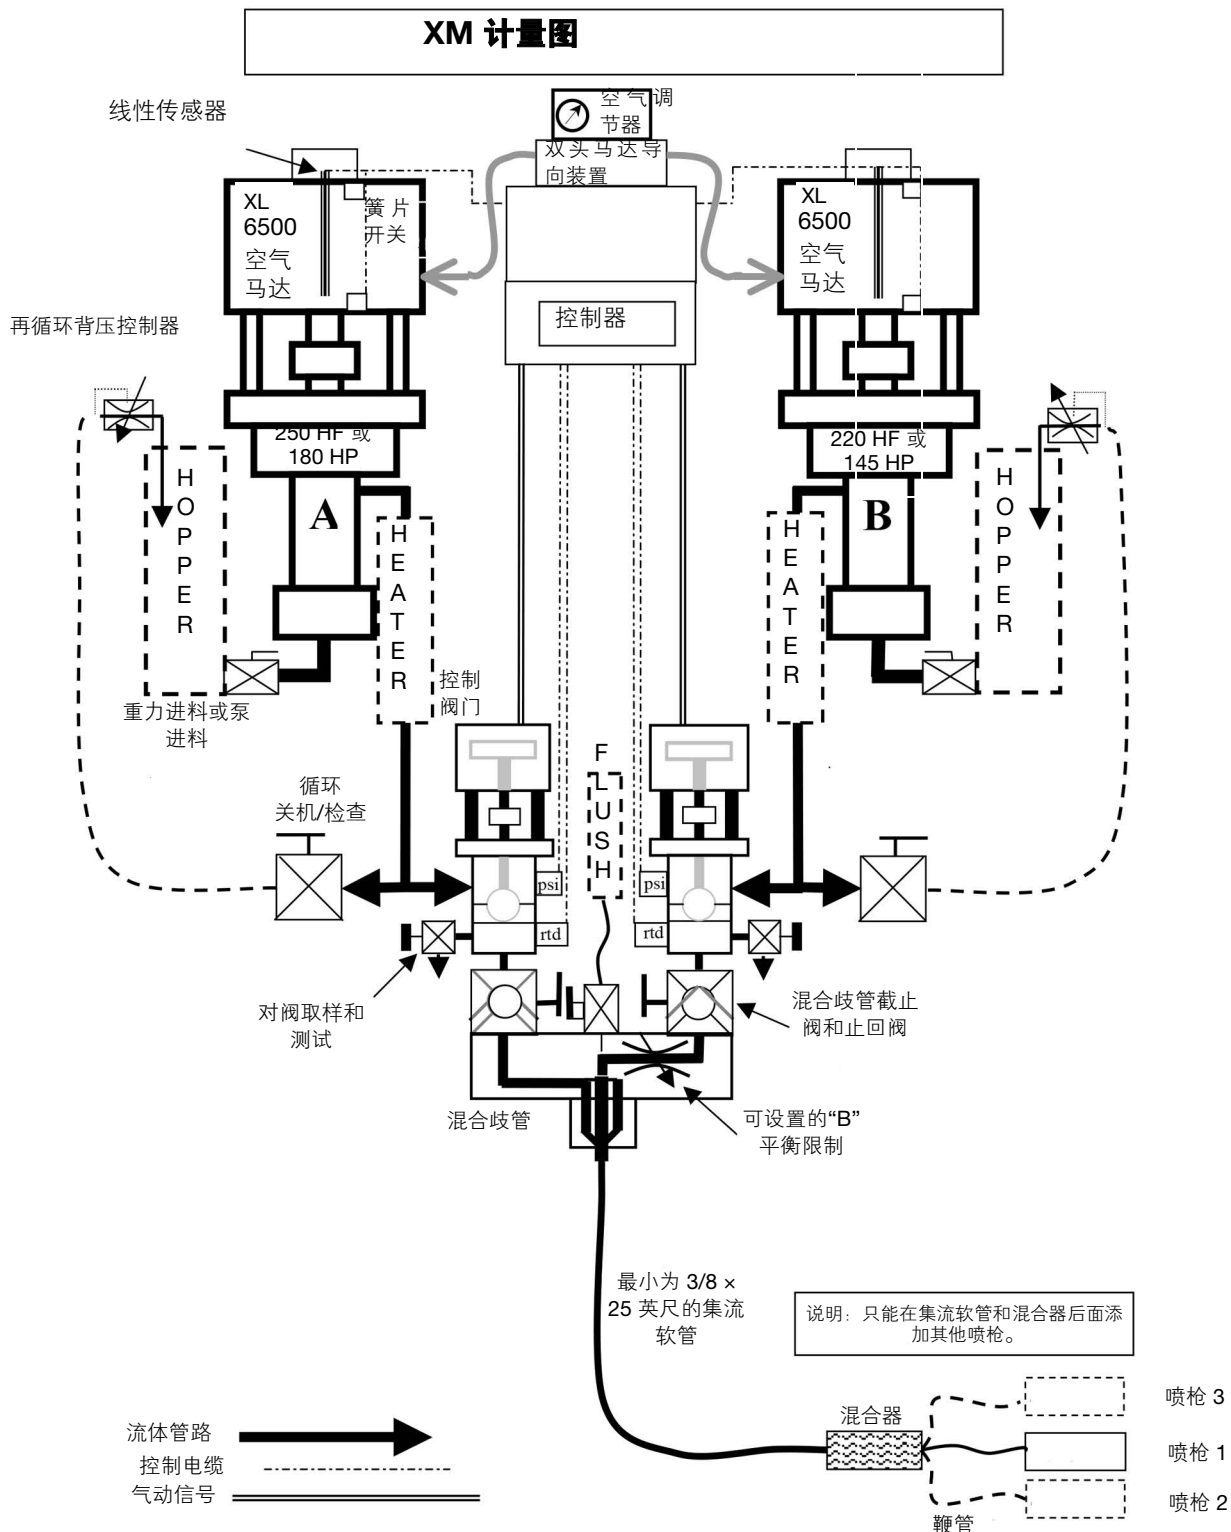 XM 计量图
线性传感器
空 气 调
节器
双头马达导
向装置
XL
6500
空气
马达
簧 片
开关
XL
6500
空气
马达
控制器
再循环背压控制器
250 HF 或
180 HP
220 HF 或
145 HP
HOPPER
A
HEATER
HEATER
B
HOPPER
重力进料或泵
进料
控制
阀门
FLUSH
循环
关机/检查
psi
psi
rtd
rtd
对阀取样和
测试
混合歧管截止
阀和止回阀
混合歧管
可设置的“B”
平衡限制
最小为 3/8 ×
25 英尺的集流
软管
说明：只能在集流软管和混合器后面添
加其他喷枪。
流体管路
控制电缆
气动信号
混合器
喷枪 3
喷枪 1
喷枪 2
鞭管